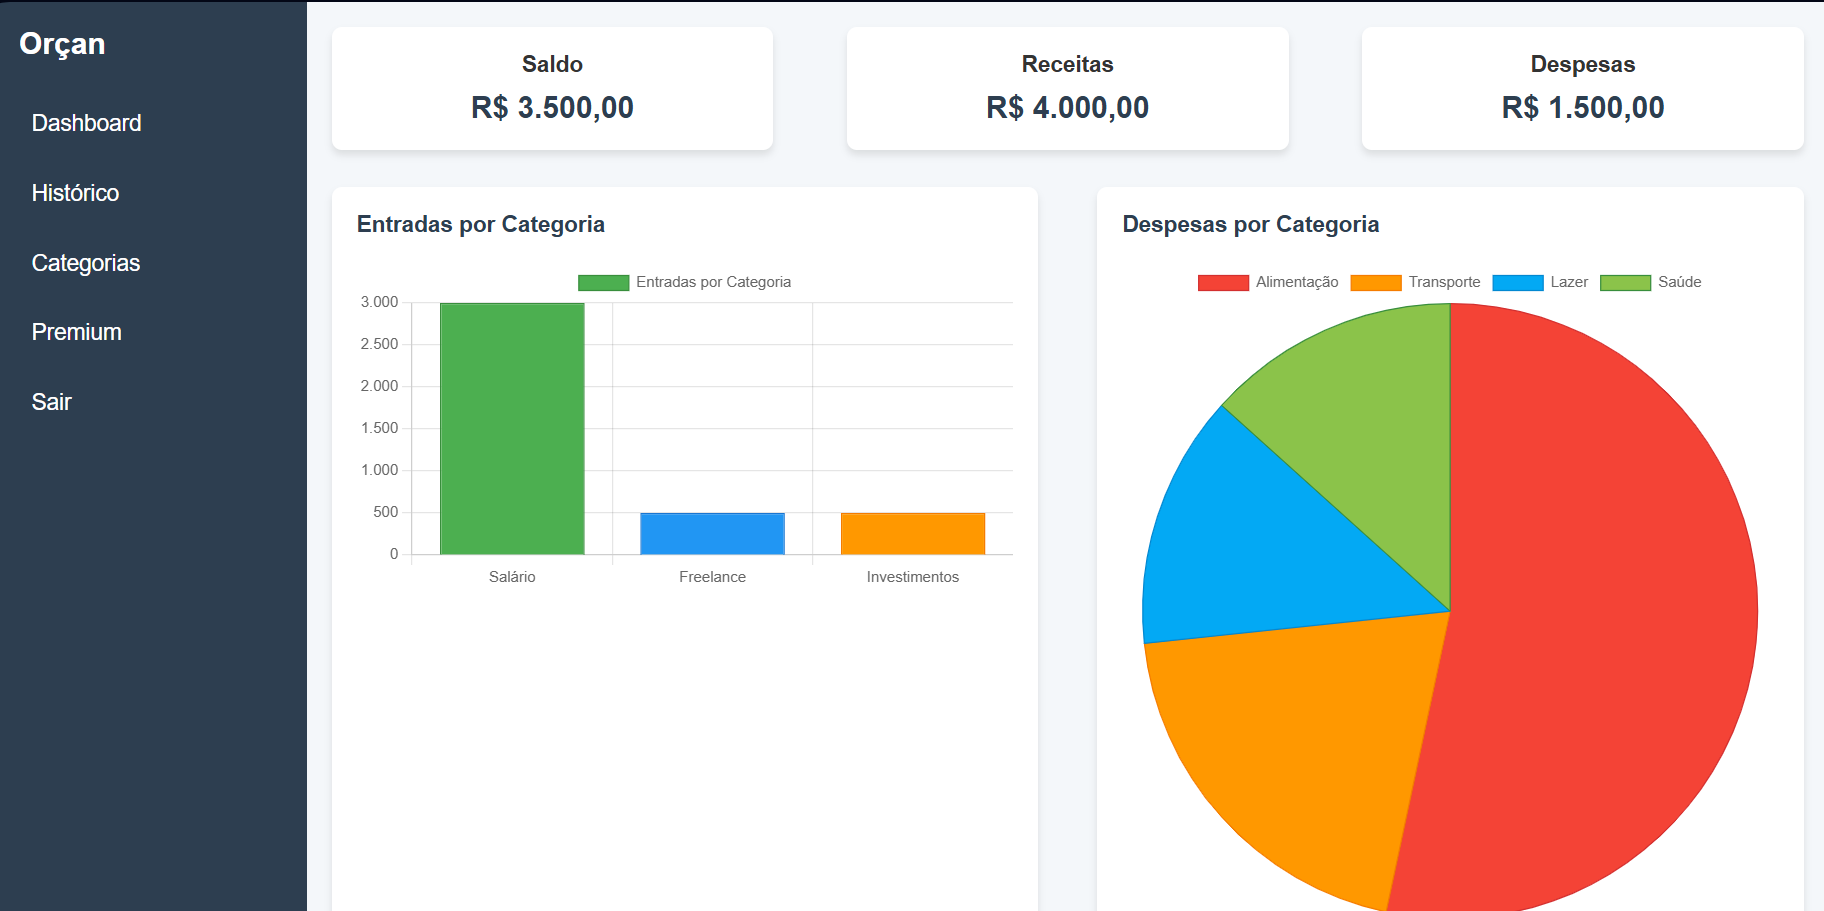 Orçan
Dashboard
Histórico
Categorias
Premium
Sair
Saldo
R$ 3.500,00
Receitas
R$ 4.000,00
Despesas
R$ 1.500,00
Entradas por Categoria
Entradas por Categoria
3.000
2.500
2.000
1.500
1.000
500
0
Salário Freelance Investimentos
Despesas por Categoria
Alimentação Transporte Lazer Saúde